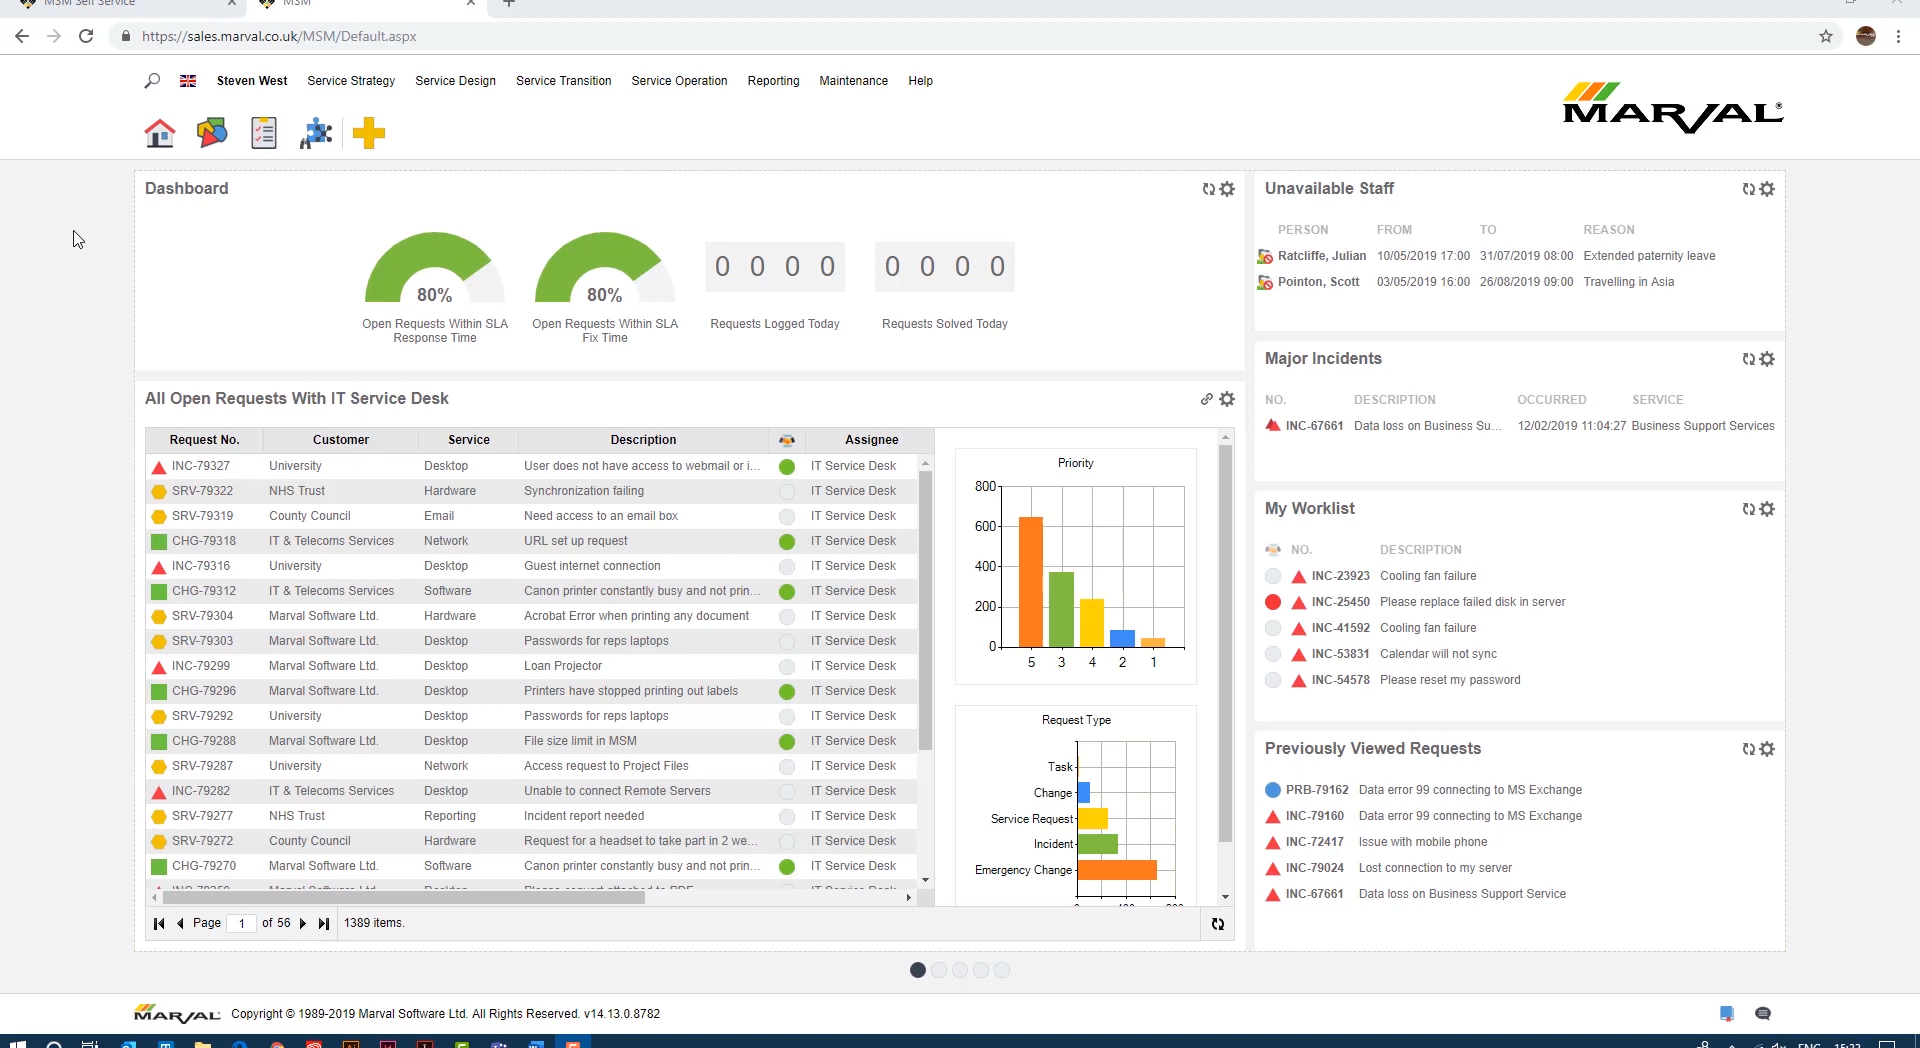 MSM Self Service
MSM
https://sales.marval.co.uk/MSM/Default.aspx
Steven West Service Strategy Service Design Service Transition Service Operation Reporting Maintenance Help
MARVAL®
Dashboard
80%
80%
0 0 0 0
0 0 0 0
Open Requests Within SLA Response Time
Open Requests Within SLA Fix Time
Requests Logged Today
Requests Solved Today
All Open Requests With IT Service Desk
Request No. Customer Service Description Assignee
INC-79327 University Desktop User does not have access to webmail or i... IT Service Desk
SRV-79322 NHS Trust Hardware Synchronization failing IT Service Desk
SRV-79319 County Council Email Need access to an email box IT Service Desk
CHG-79318 IT & Telecoms Services Network URL set up request IT Service Desk
INC-79316 University Desktop Guest internet connection IT Service Desk
CHG-79312 IT & Telecoms Services Software Canon printer constantly busy and not prin... IT Service Desk
SRV-79304 Marval Software Ltd. Hardware Acrobat Error when printing any document IT Service Desk
SRV-79303 Marval Software Ltd. Desktop Passwords for reps laptops IT Service Desk
INC-79299 Marval Software Ltd. Desktop Loan Projector IT Service Desk
CHG-79296 Marval Software Ltd. Desktop Printers have stopped printing out labels IT Service Desk
SRV-79292 University Desktop Passwords for reps laptops IT Service Desk
CHG-79288 Marval Software Ltd. Desktop File size limit in MSM IT Service Desk
SRV-79287 University Network Access request to Project Files IT Service Desk
INC-79282 IT & Telecoms Services Desktop Unable to connect Remote Servers IT Service Desk
SRV-79277 NHS Trust Reporting Incident report needed IT Service Desk
SRV-79272 County Council Hardware Request for a headset to take part in 2 we... IT Service Desk
CHG-79270 Marval Software Ltd. Software Canon printer constantly busy and not prin... IT Service Desk
Page 1 of 56 1389 items.
Priority
800
600
400
200
0
5 3 4 2 1
Request Type
Task
Change
Service Request
Incident
Emergency Change
Unavailable Staff
PERSON FROM TO REASON
Ratcliffe, Julian 10/05/2019 17:00 31/07/2019 08:00 Extended paternity leave
Pointon, Scott 03/05/2019 16:00 26/08/2019 09:00 Travelling in Asia
Major Incidents
NO. DESCRIPTION OCCURRED SERVICE
INC-67661 Data loss on Business Su... 12/02/2019 11:04:27 Business Support Services
My Worklist
NO. DESCRIPTION
INC-23923 Cooling fan failure
INC-25450 Please replace failed disk in server
INC-41592 Cooling fan failure
INC-53831 Calendar will not sync
INC-54578 Please reset my password
Previously Viewed Requests
PRB-79162 Data error 99 connecting to MS Exchange
INC-79160 Data error 99 connecting to MS Exchange
INC-72417 Issue with mobile phone
INC-79024 Lost connection to my server
INC-67661 Data loss on Business Support Service
MARVAL Copyright © 1989-2019 Marval Software Ltd. All Rights Reserved. v14.13.0.8782